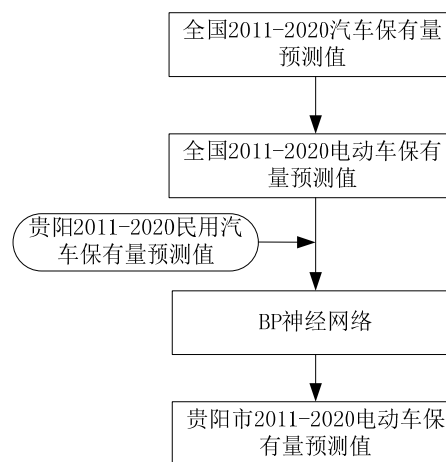 全国2011-2020汽车保有量
预测值
全国2011-2020电动车保有
量预测值
贵阳2011-2020民用汽
车保有量预测值
BP神经网络
贵阳市2011-2020电动车保
有量预测值